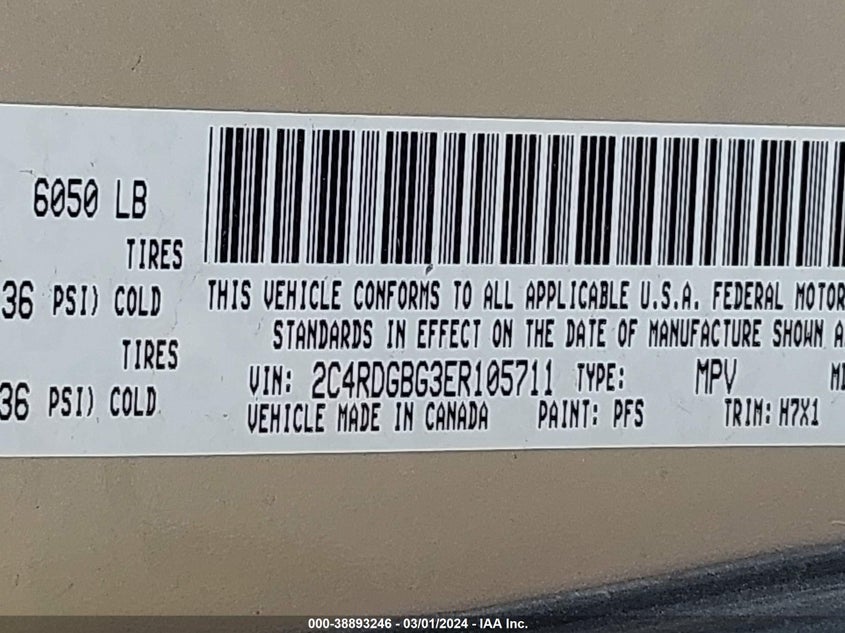 6050 LB
TIRES
36 PSI) COLD
TIRES
36 PSI) COLD
THIS VEHICLE CONFORMS TO ALL APPLICABLE U.S.A. FEDERAL MOTOR
STANDARDS IN EFFECT ON THE DATE OF MANUFACTURE SHOWN
VIN: 2C4RDGBG3ER105711 TYPE: MPV
VEHICLE MADE IN CANADA PAINT: PFS TRIM: H7X1
000-38893246 - 03/01/2024 - IAA Inc.